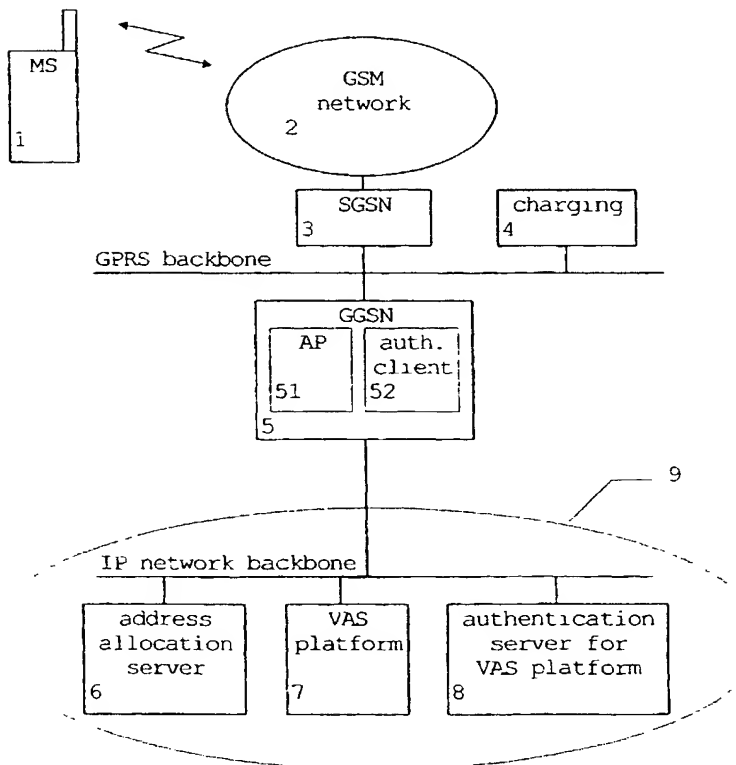 MS
1
GSM
network
2
SGSN
3
charging
4
GPRS backbone
GGSN
AP
51
auth.
client
52
5
9
IP network backbone
address
allocation
server
6
VAS
platform
7
authentication
server for
VAS platform
8